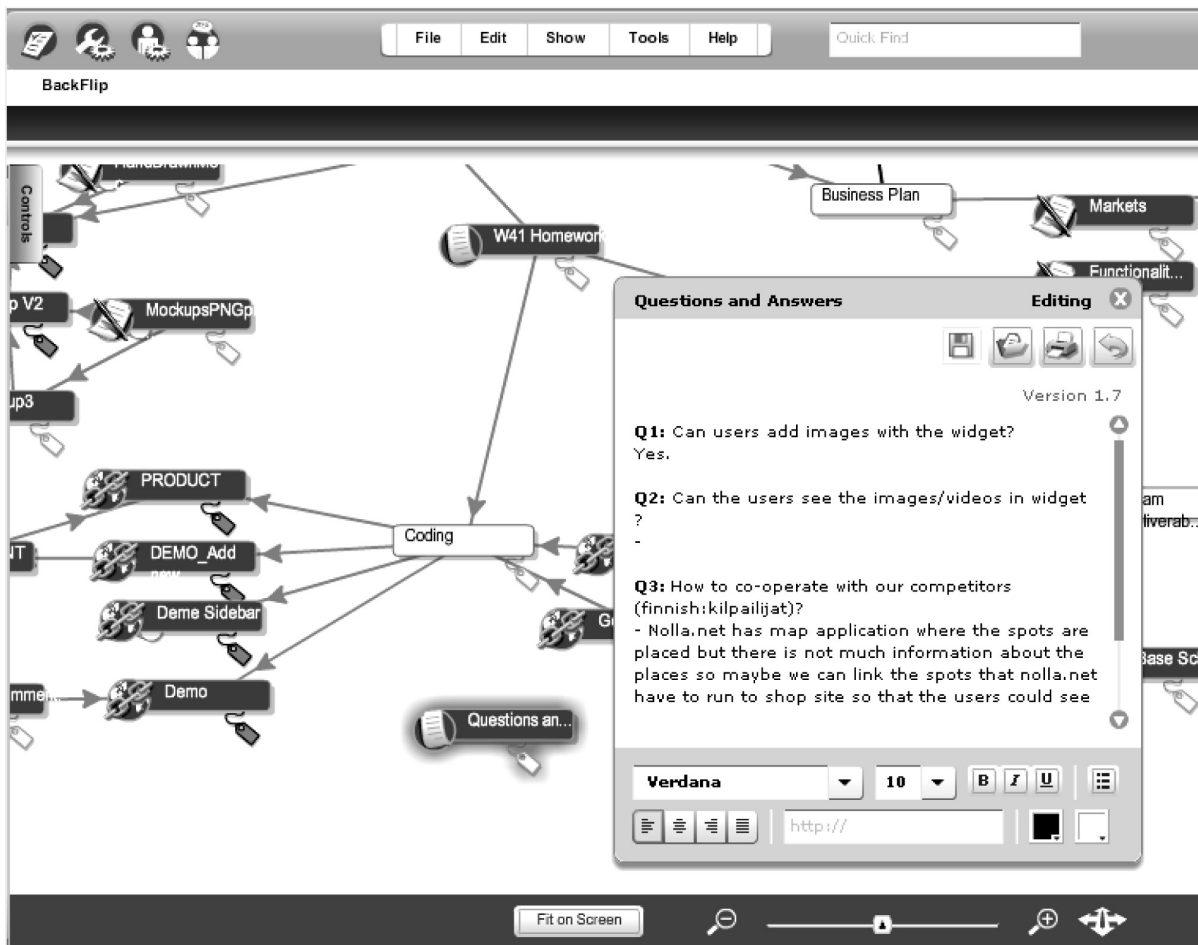 File Edit Show Tools Help
Quick Find
BackFlip
Controls
Business Plan
Markets
W41 Homework
Functionalit...
p V2
MockupsPNGp
up3
PRODUCT
Coding
DEMO_Add
new
NT
Deme Sidebar
Demo
mment
Questions an...
Questions and Answers Editing
Version 1.7
Q1: Can users add images with the widget?
Yes.
Q2: Can the users see the images/videos in widget
?
-
Q3: How to co-operate with our competitors
(finnish:kilpailijat)?
- Nolla.net has map application where the spots are
placed but there is not much information about the
places so maybe we can link the spots that nolla.net
have to run to shop site so that the users could see
Verdana 10 B I U
http://
am
liverab...
Base Sc
Fit on Screen